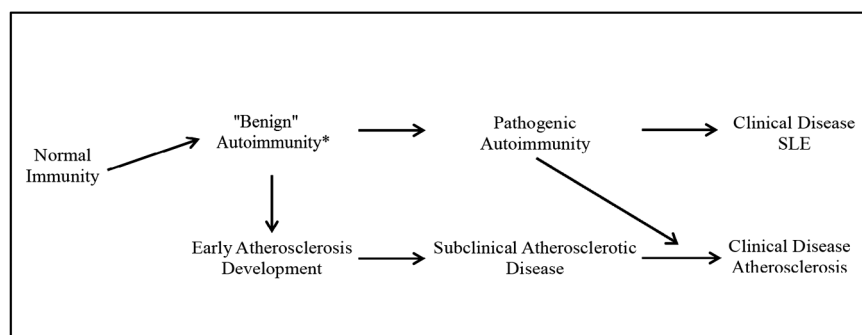 Normal
Immunity
"Benign"
Autoimmunity*
Pathogenic
Autoimmunity
Clinical Disease
SLE
Early Atherosclerosis
Development
Subclinical Atherosclerotic
Disease
Clinical Disease
Atherosclerosis